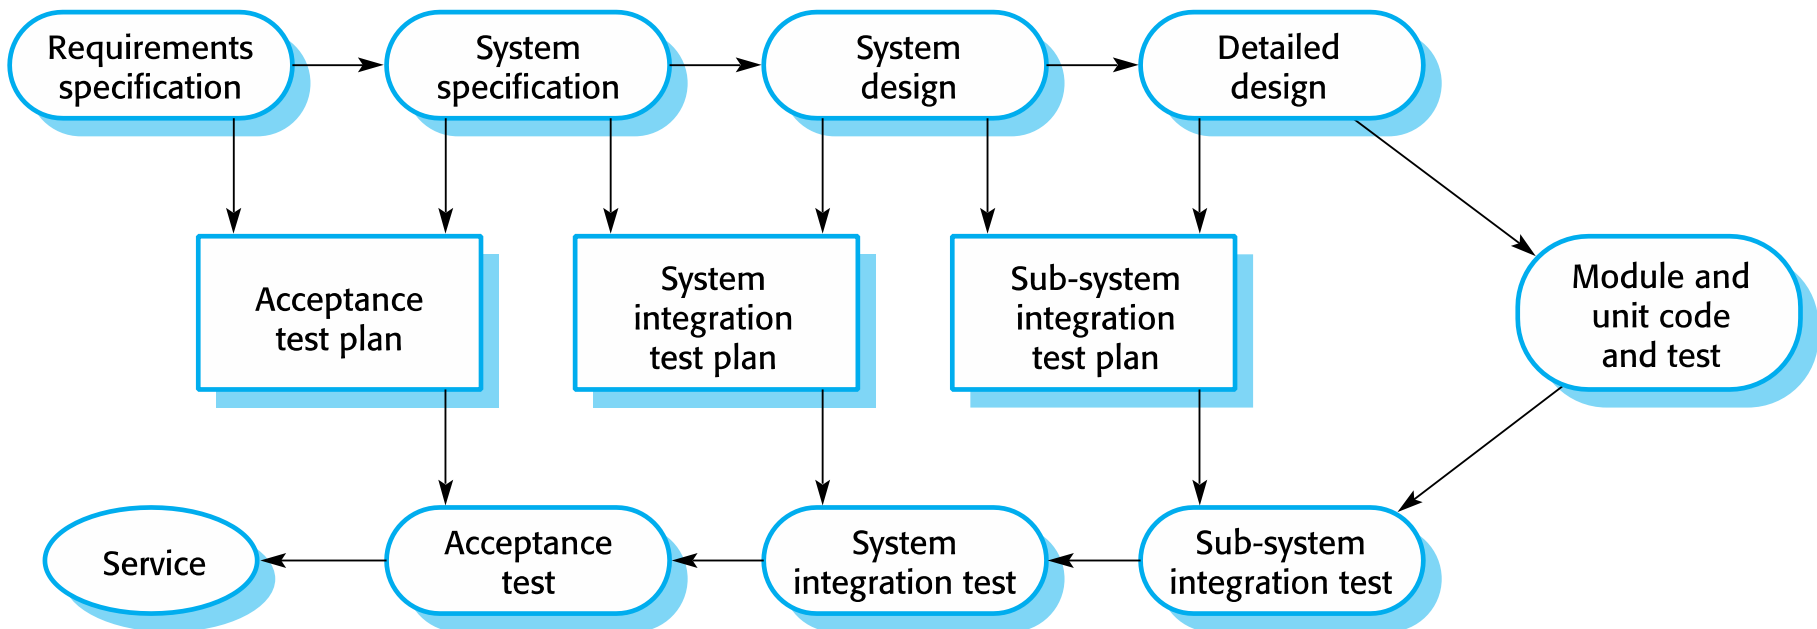 Requirements
specification
System
specification
System
design
Detailed
design
Acceptance
test plan
System
integration
test plan
Sub-system
integration
test plan
Module and
unit code
and test
Service
Acceptance
test
System
integration test
Sub-system
integration test